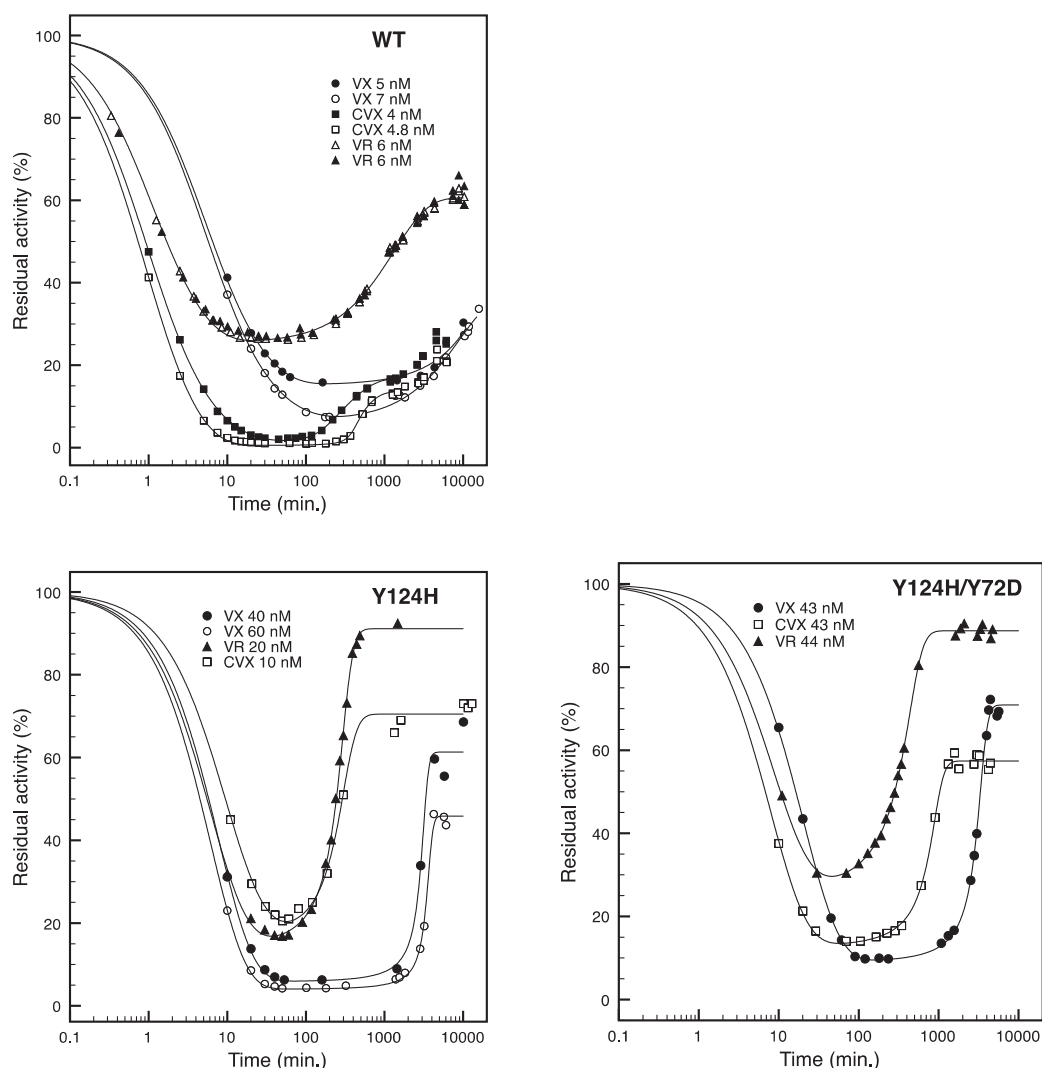 WT
VX 5 nM
VX 7 nM
CVX 4 nM
CVX 4.8 nM
VR 6 nM
VR 6 nM
Residual activity (%)
100
80
60
40
20
0
0.1 1 10 100 1000 10000
Time (min.)
Y124H
VX 40 nM
VX 60 nM
VR 20 nM
CVX 10 nM
Residual activity (%)
100
80
60
40
20
0
0.1 1 10 100 1000 10000
Time (min.)
Y124H/Y72D
VX 43 nM
CVX 43 nM
VR 44 nM
Residual activity (%)
100
80
60
40
20
0
0.1 1 10 100 1000 10000
Time (min.)